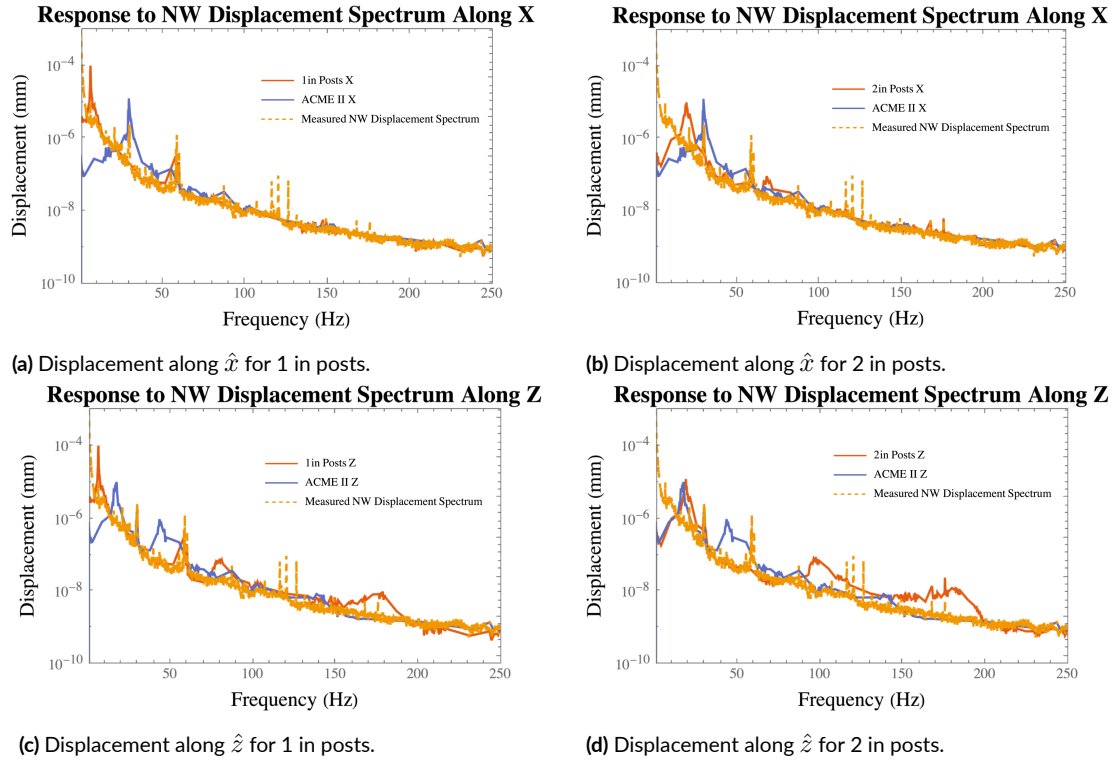 Response to NW Displacement Spectrum Along X
Displacement (mm)
10⁻⁴
10⁻⁶
10⁻⁸
10⁻¹⁰
1in Posts X
ACME II X
Measured NW Displacement Spectrum
50 100 150 200 250
Frequency (Hz)
(a) Displacement along x̂ for 1 in posts.
Response to NW Displacement Spectrum Along X
Displacement (mm)
10⁻⁴
10⁻⁶
10⁻⁸
10⁻¹⁰
2in Posts X
ACME II X
Measured NW Displacement Spectrum
50 100 150 200 250
Frequency (Hz)
(b) Displacement along x̂ for 2 in posts.
Response to NW Displacement Spectrum Along Z
Displacement (mm)
10⁻⁴
10⁻⁶
10⁻⁸
10⁻¹⁰
1in Posts Z
ACME II Z
Measured NW Displacement Spectrum
50 100 150 200 250
Frequency (Hz)
(c) Displacement along ẑ for 1 in posts.
Response to NW Displacement Spectrum Along Z
Displacement (mm)
10⁻⁴
10⁻⁶
10⁻⁸
10⁻¹⁰
2in Posts Z
ACME II Z
Measured NW Displacement Spectrum
50 100 150 200 250
Frequency (Hz)
(d) Displacement along ẑ for 2 in posts.